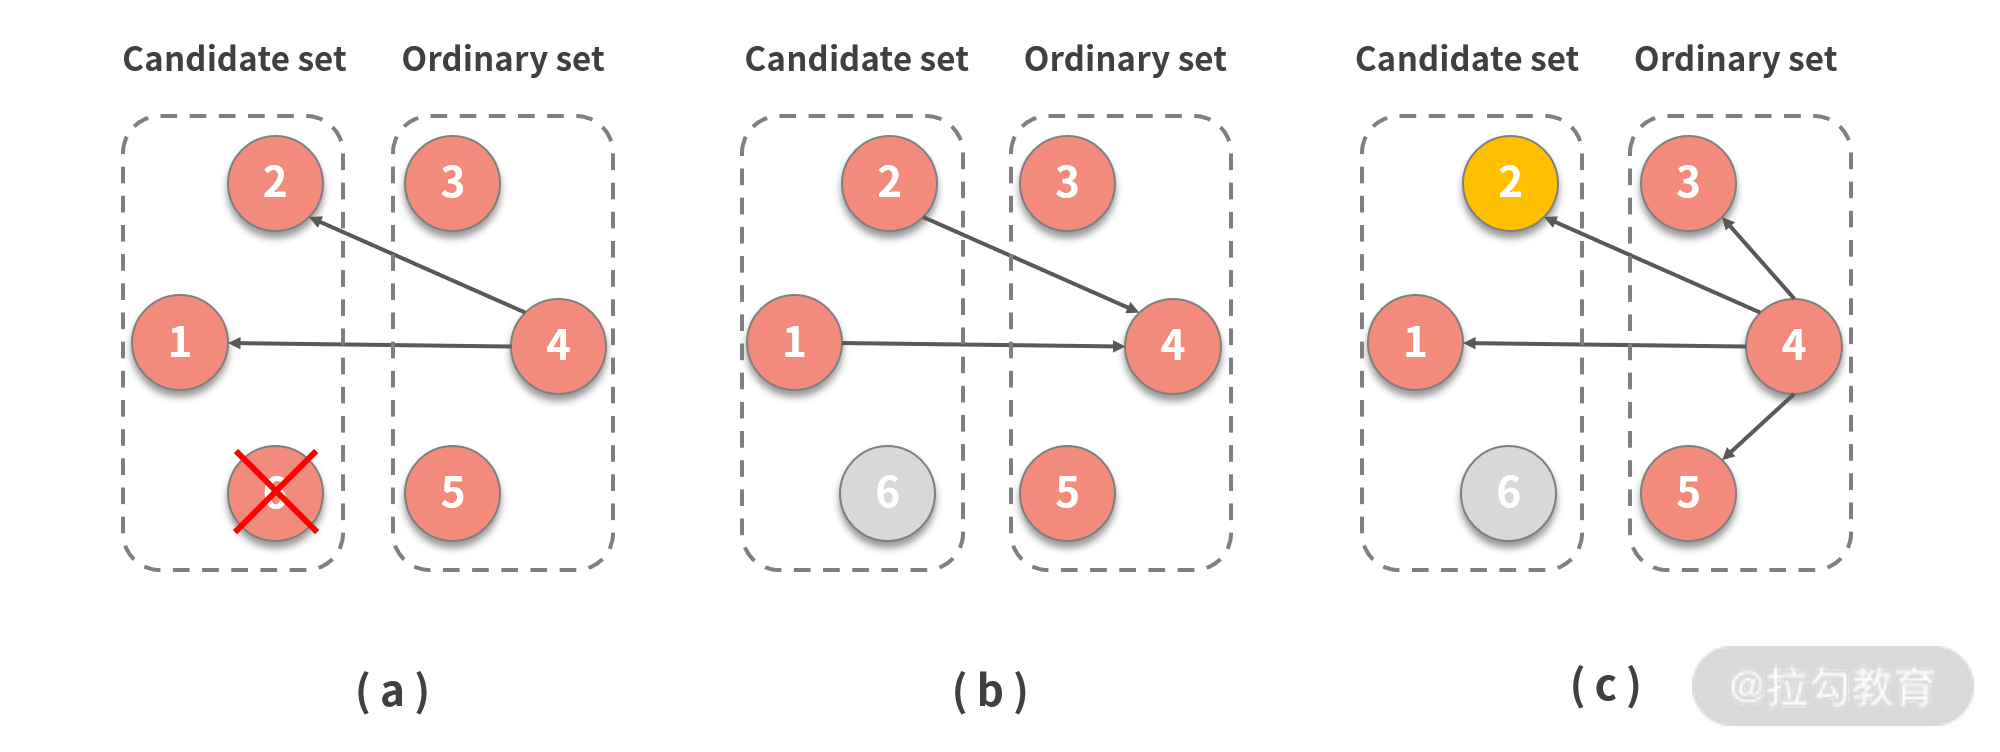 Candidate set Ordinary set Candidate set Ordinary set Candidate set Ordinary set
2 3 2 3 2 3
1 4 1 4 1 4
6 5 6 5 6 5
( a ) ( b ) ( c )
@拉勾教育